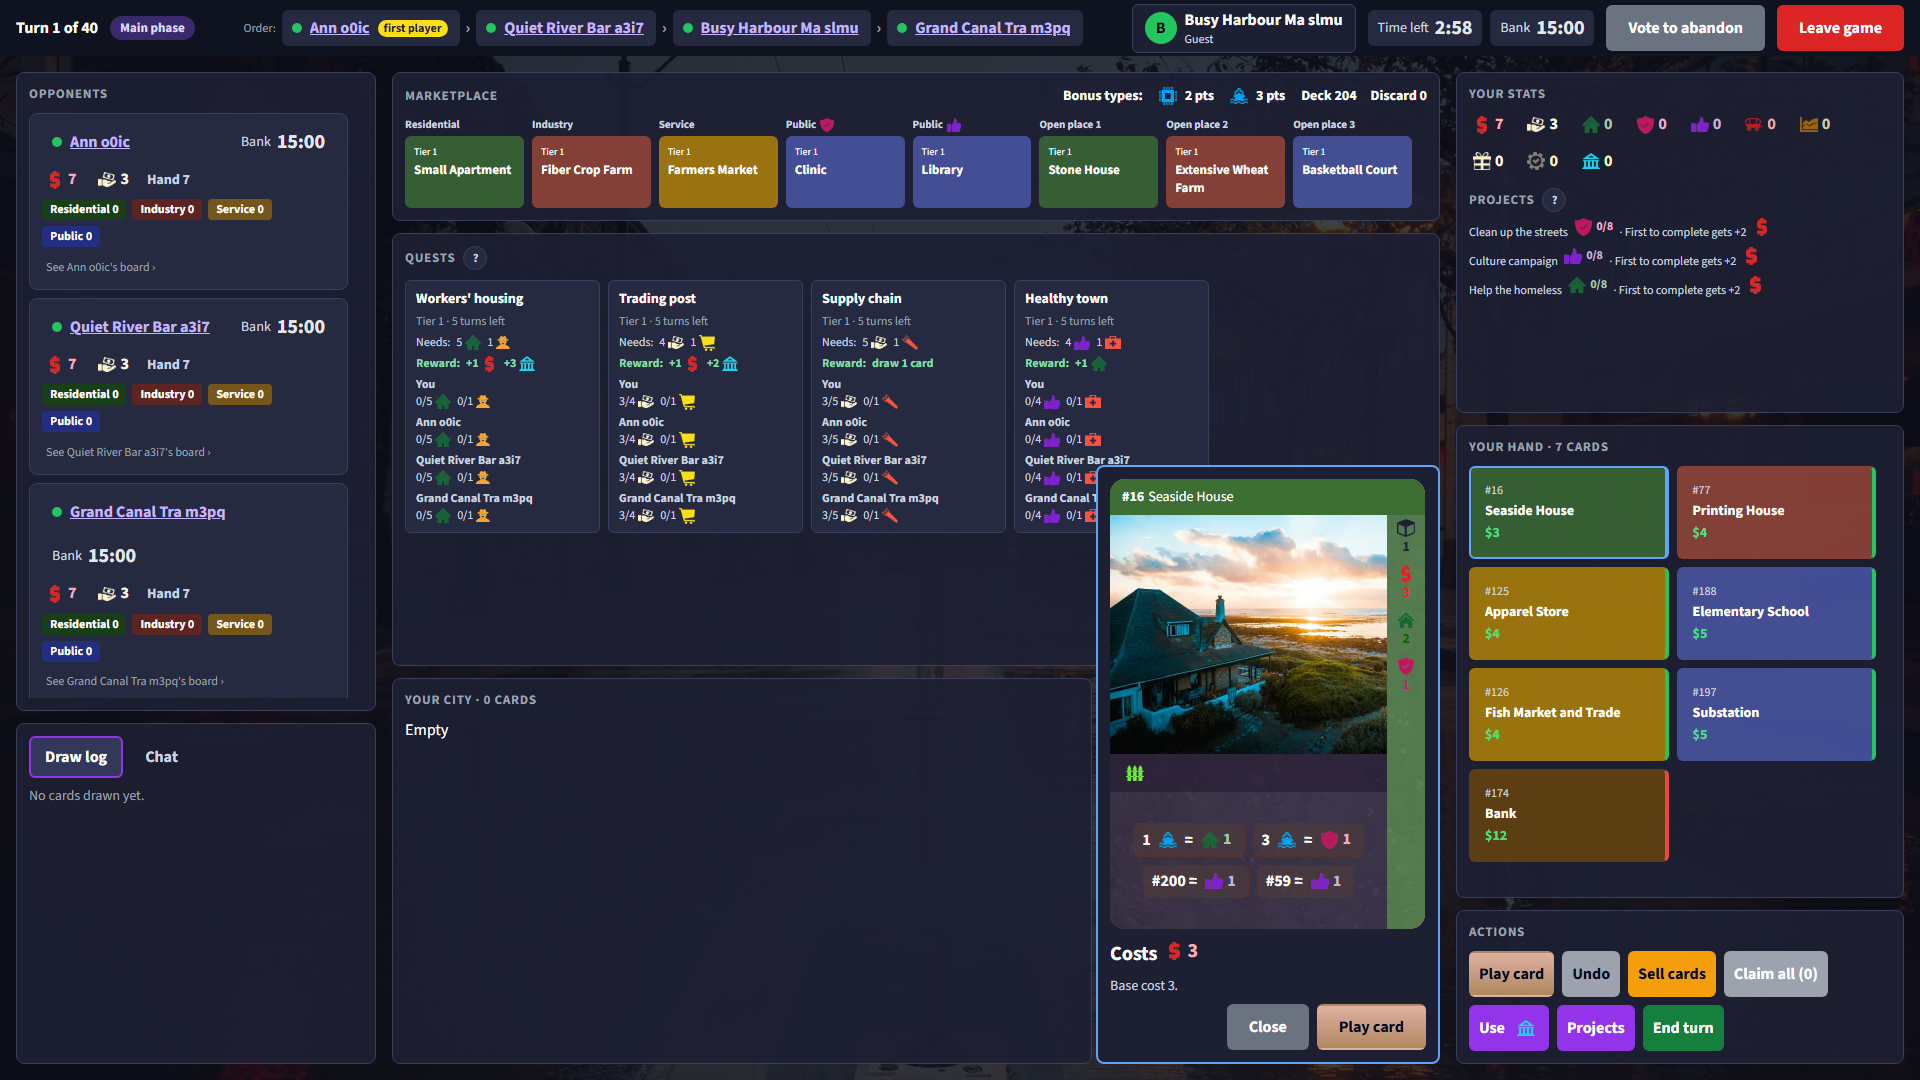 Turn 1 of 40 Main phase Order: Ann o0ic first player › Quiet River Bar a3i7 › Busy Harbour Ma slmu › Grand Canal Tra m3pq
B Busy Harbour Ma slmu
Guest
Time left 2:58 Bank 15:00 Vote to abandon Leave game
OPPONENTS
Ann o0ic Bank 15:00
7 3 Hand 7
Residential 0 Industry 0 Service 0
Public 0
See Ann o0ic's board ›
Quiet River Bar a3i7 Bank 15:00
7 3 Hand 7
Residential 0 Industry 0 Service 0
Public 0
See Quiet River Bar a3i7's board ›
Grand Canal Tra m3pq
Bank 15:00
7 3 Hand 7
Residential 0 Industry 0 Service 0
Public 0
See Grand Canal Tra m3pq's board ›
Draw log Chat
No cards drawn yet.
MARKETPLACE Bonus types: 2 pts 3 pts Deck 204 Discard 0
Residential Industry Service Public Public Open place 1 Open place 2 Open place 3
Tier 1 Tier 1 Tier 1 Tier 1 Tier 1 Tier 1 Tier 1 Tier 1
Small Apartment Fiber Crop Farm Farmers Market Clinic Library Stone House Extensive Wheat Farm Basketball Court
QUESTS ?
Workers' housing
Tier 1 · 5 turns left
Needs: 5 1
Reward: +1 +3
You
0/5 0/1
Ann o0ic
0/5 0/1
Quiet River Bar a3i7
0/5 0/1
Grand Canal Tra m3pq
0/5 0/1
Trading post
Tier 1 · 5 turns left
Needs: 4 1
Reward: +1 +2
You
3/4 0/1
Ann o0ic
3/4 0/1
Quiet River Bar a3i7
3/4 0/1
Grand Canal Tra m3pq
3/4 0/1
Supply chain
Tier 1 · 5 turns left
Needs: 5 1
Reward: draw 1 card
You
3/5 0/1
Ann o0ic
3/5 0/1
Quiet River Bar a3i7
3/5 0/1
Grand Canal Tra m3pq
3/5 0/1
Healthy town
Tier 1 · 5 turns left
Needs: 4 1
Reward: +1
You
0/4 0/1
Ann o0ic
0/4 0/1
Quiet River Bar a3i7
0/4 0/1
Grand Canal T
0/4 0/1
YOUR CITY · 0 CARDS
Empty
#16 Seaside House
1
3
2
1
1 = 1 3 = 1
#200 = 1 #59 = 1
Costs 3
Base cost 3.
Close Play card
YOUR STATS
7 3 0 0 0 0 0
0 0 0
PROJECTS ?
Clean up the streets 0/8 · First to complete gets +2
Culture campaign 0/8 · First to complete gets +2
Help the homeless 0/8 · First to complete gets +2
YOUR HAND · 7 CARDS
#16
Seaside House
$3
#77
Printing House
$4
#125
Apparel Store
$4
#188
Elementary School
$5
#126
Fish Market and Trade
$4
#197
Substation
$5
#174
Bank
$12
ACTIONS
Play card Undo Sell cards Claim all (0)
Use Projects End turn